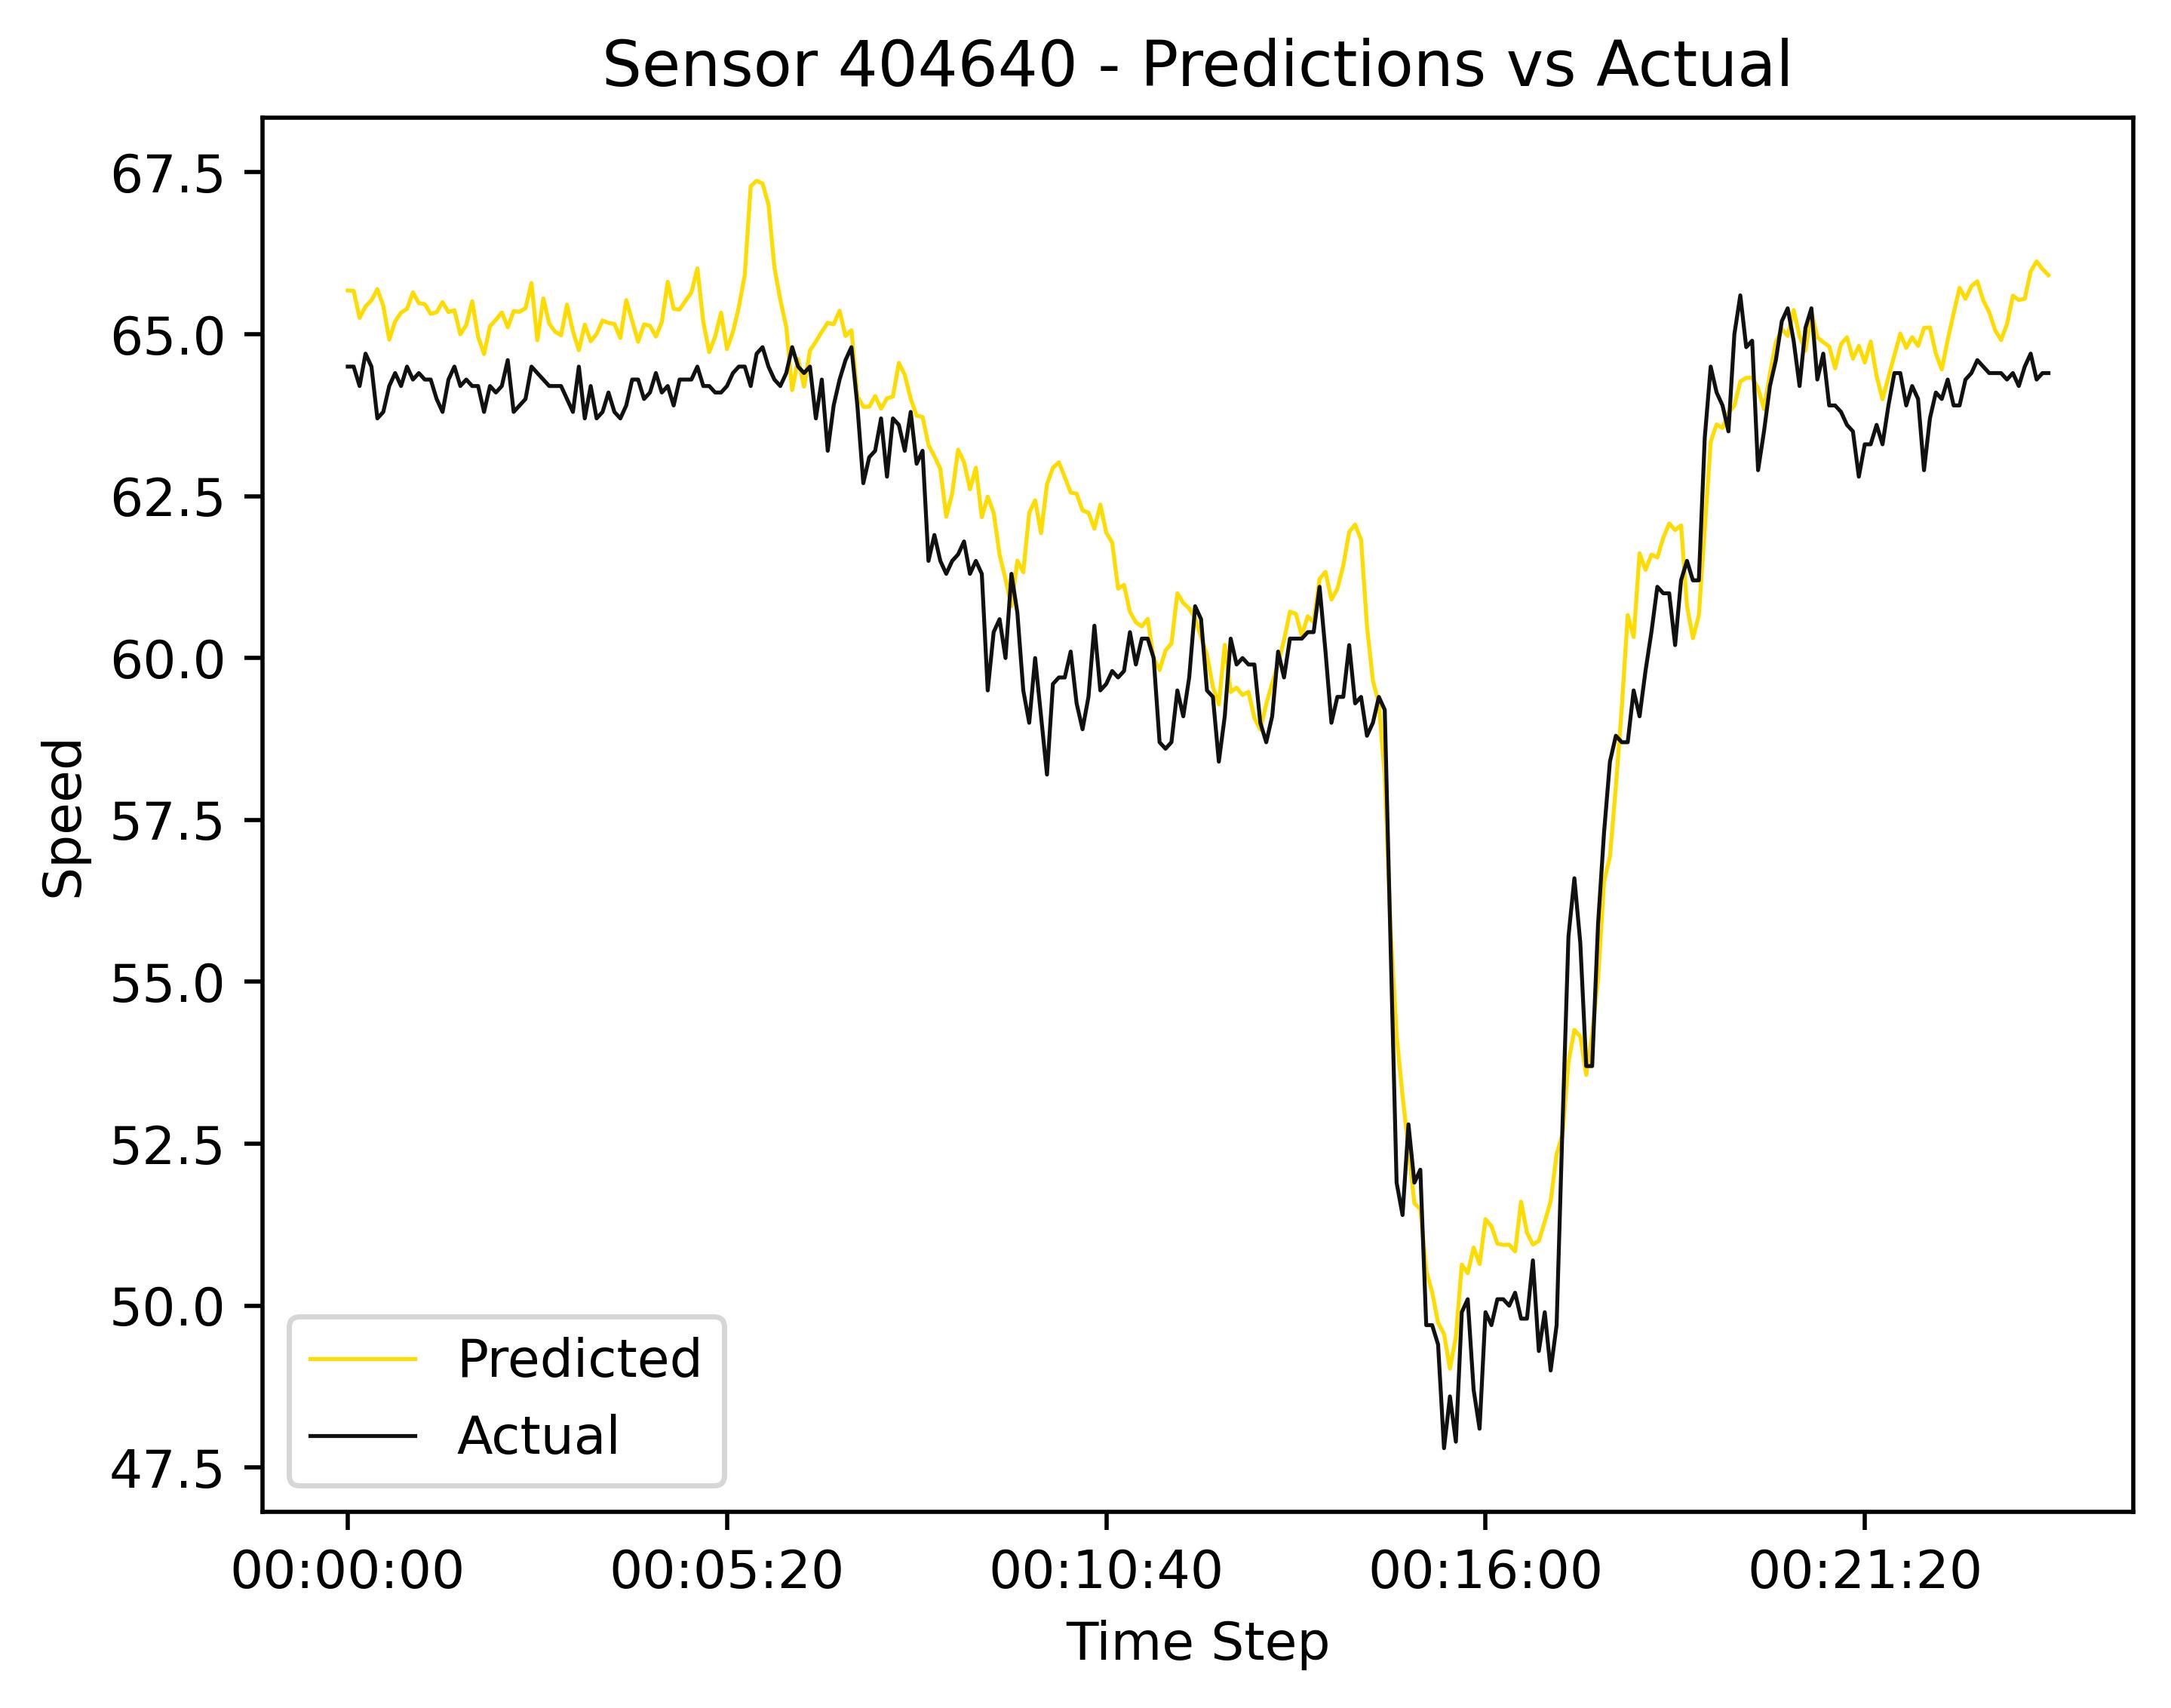 Sensor 404640 - Predictions vs Actual
67.5
65.0
62.5
60.0
57.5
55.0
52.5
50.0
47.5
Speed
Predicted
Actual
00:00:00 00:05:20 00:10:40 00:16:00 00:21:20
Time Step